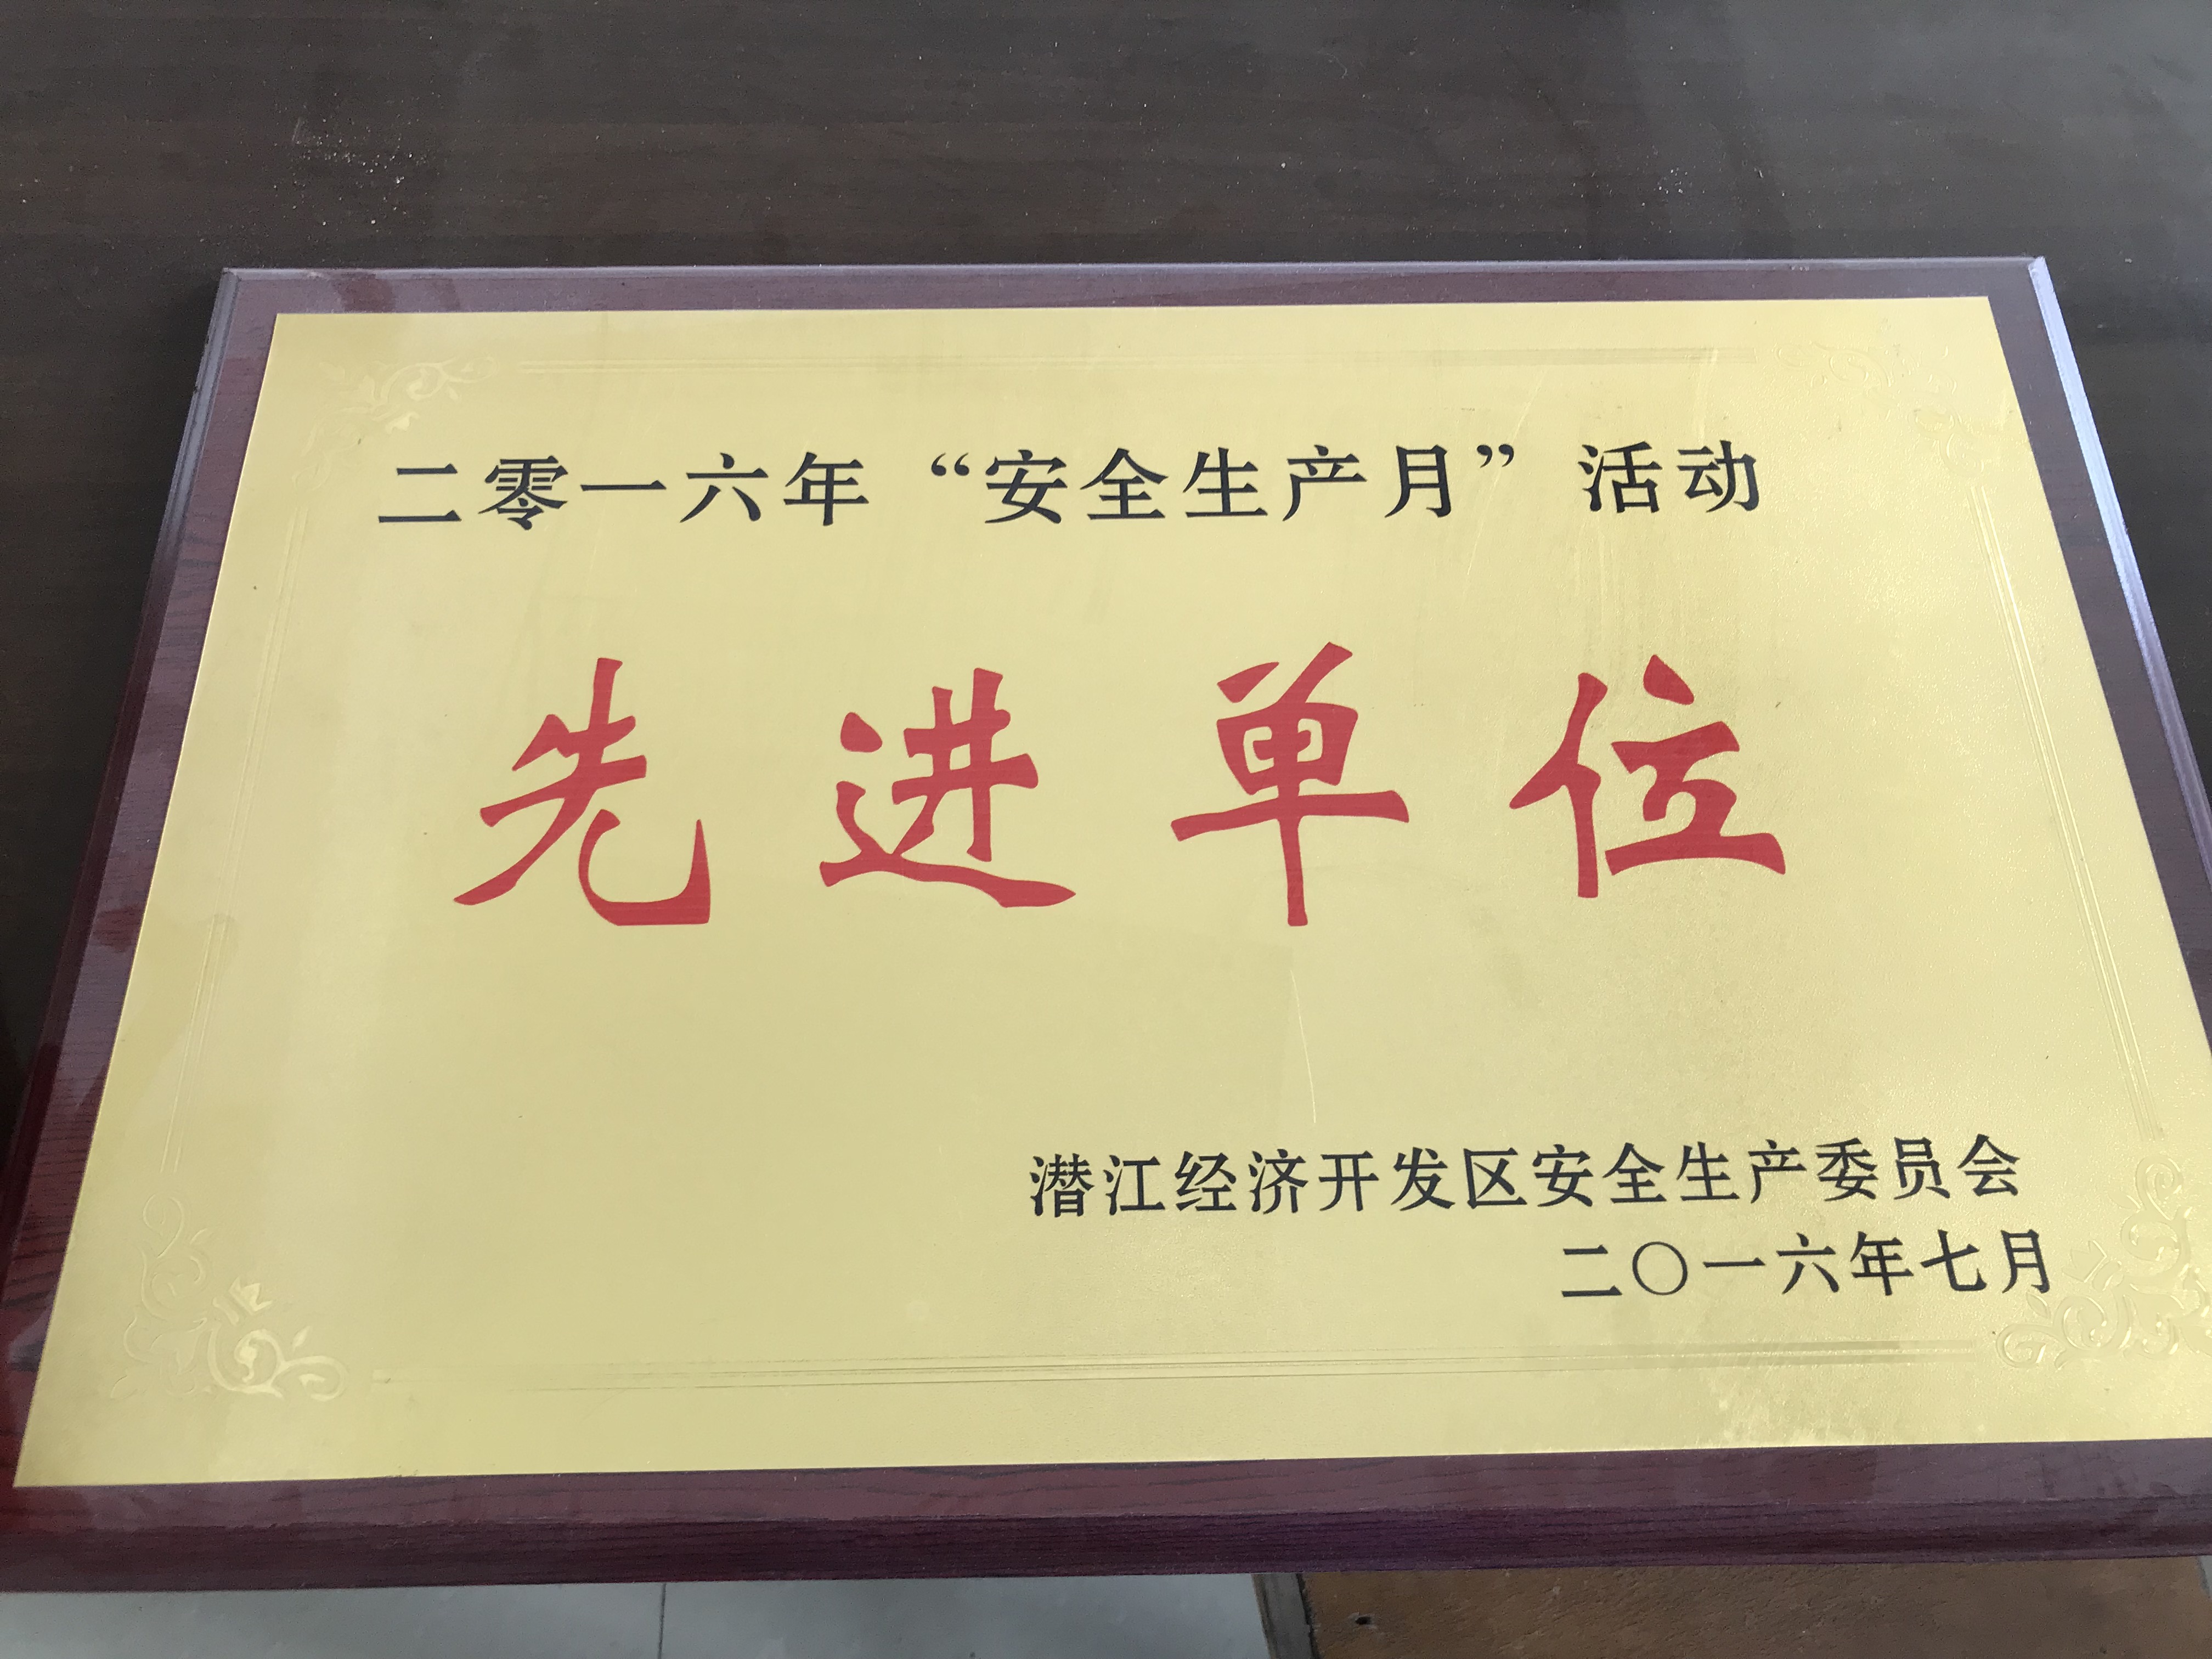 二零一六年“安全生产月”活动
先进单位
潜江经济开发区安全生产委员会
二〇一六年七月